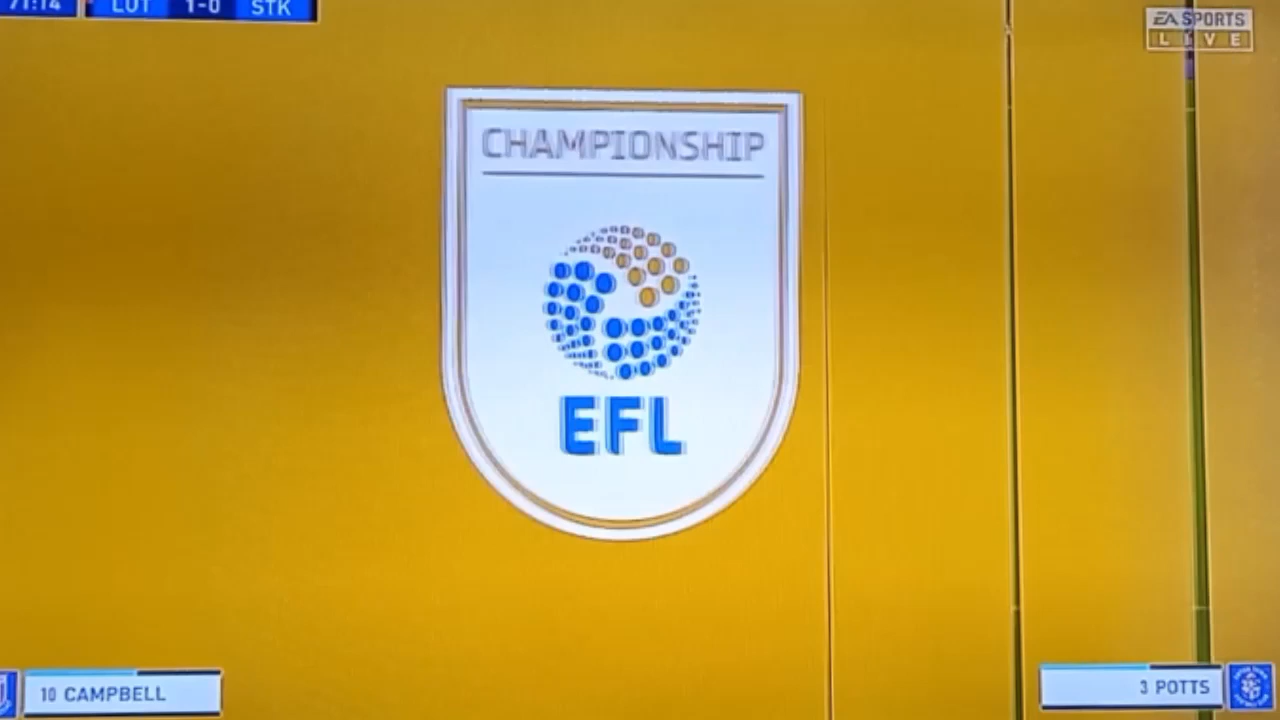 71:14 LUT 1-0 STK
EA SPORTS
LIVE
CHAMPIONSHIP
EFL
10 CAMPBELL
3 POTTS